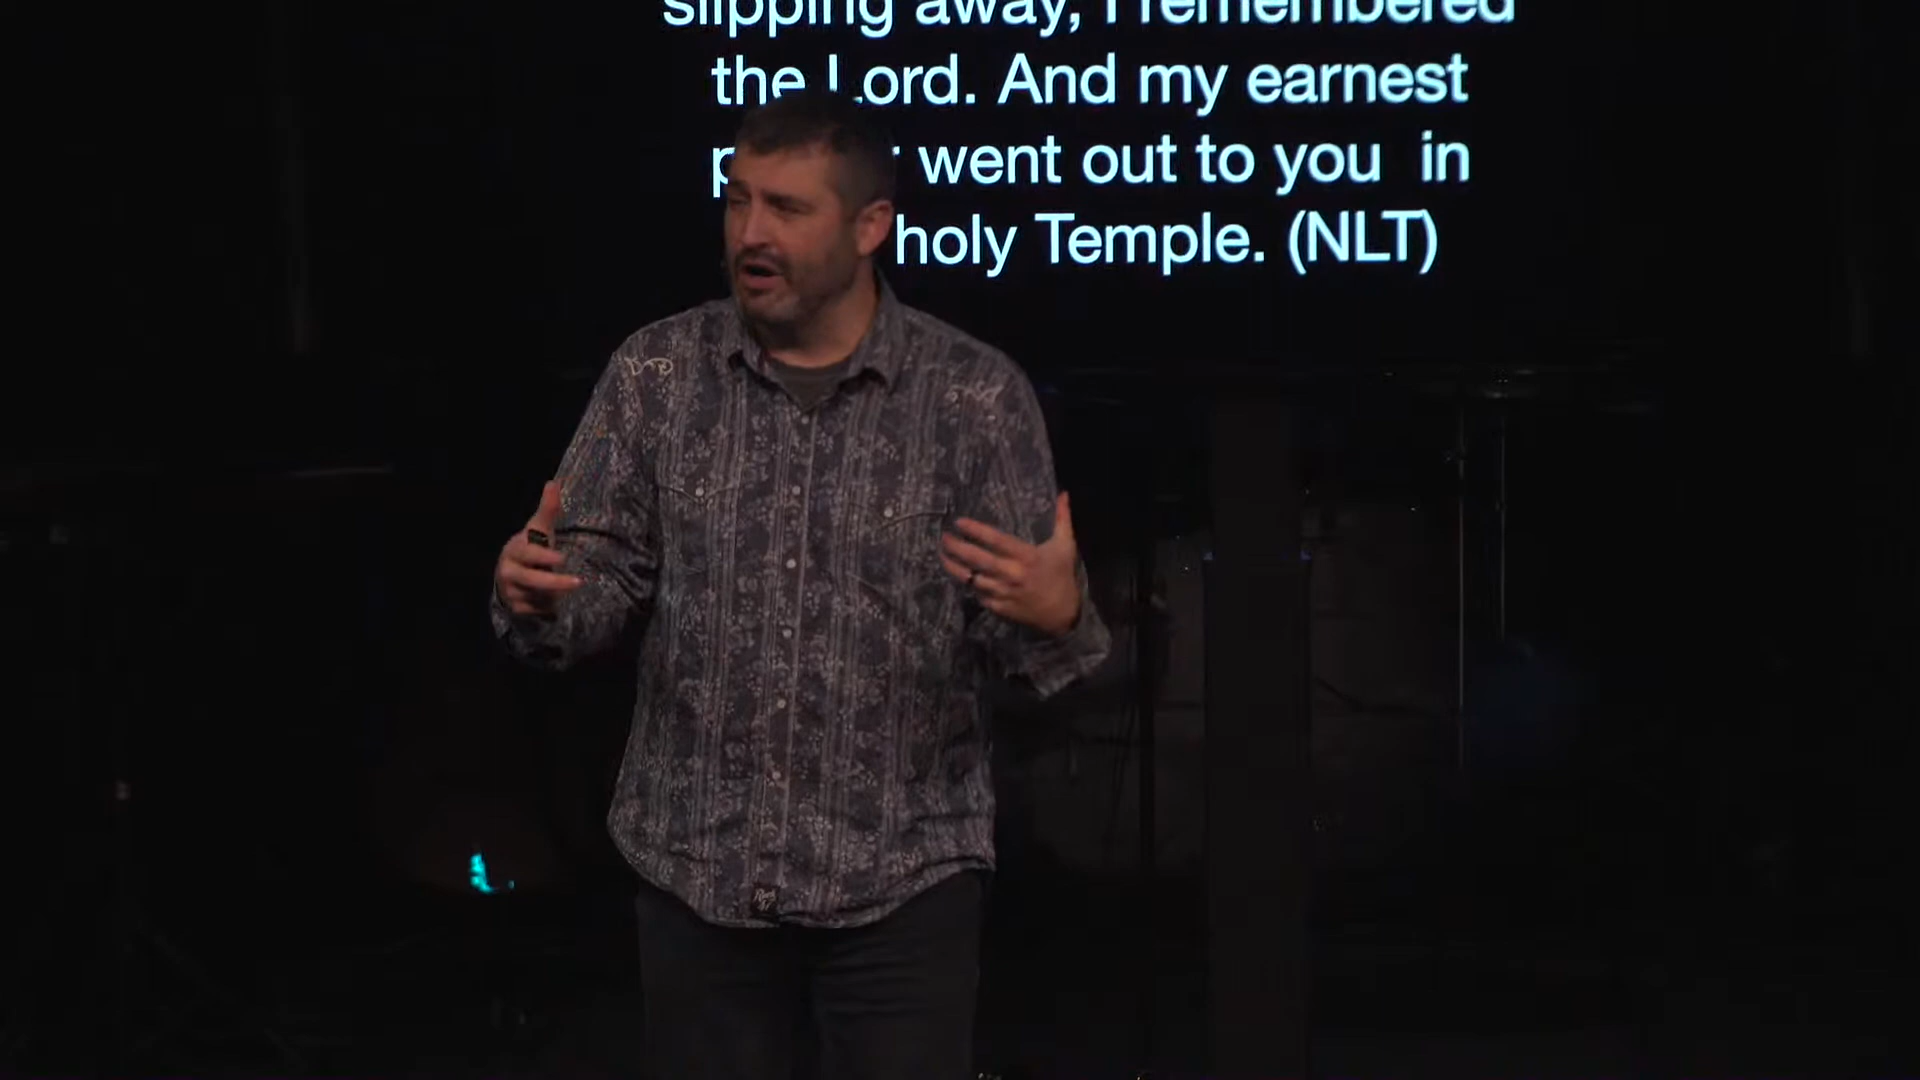 slipping away, I remembered
the Lord. And my earnest
went out to you in
holy Temple. (NLT)